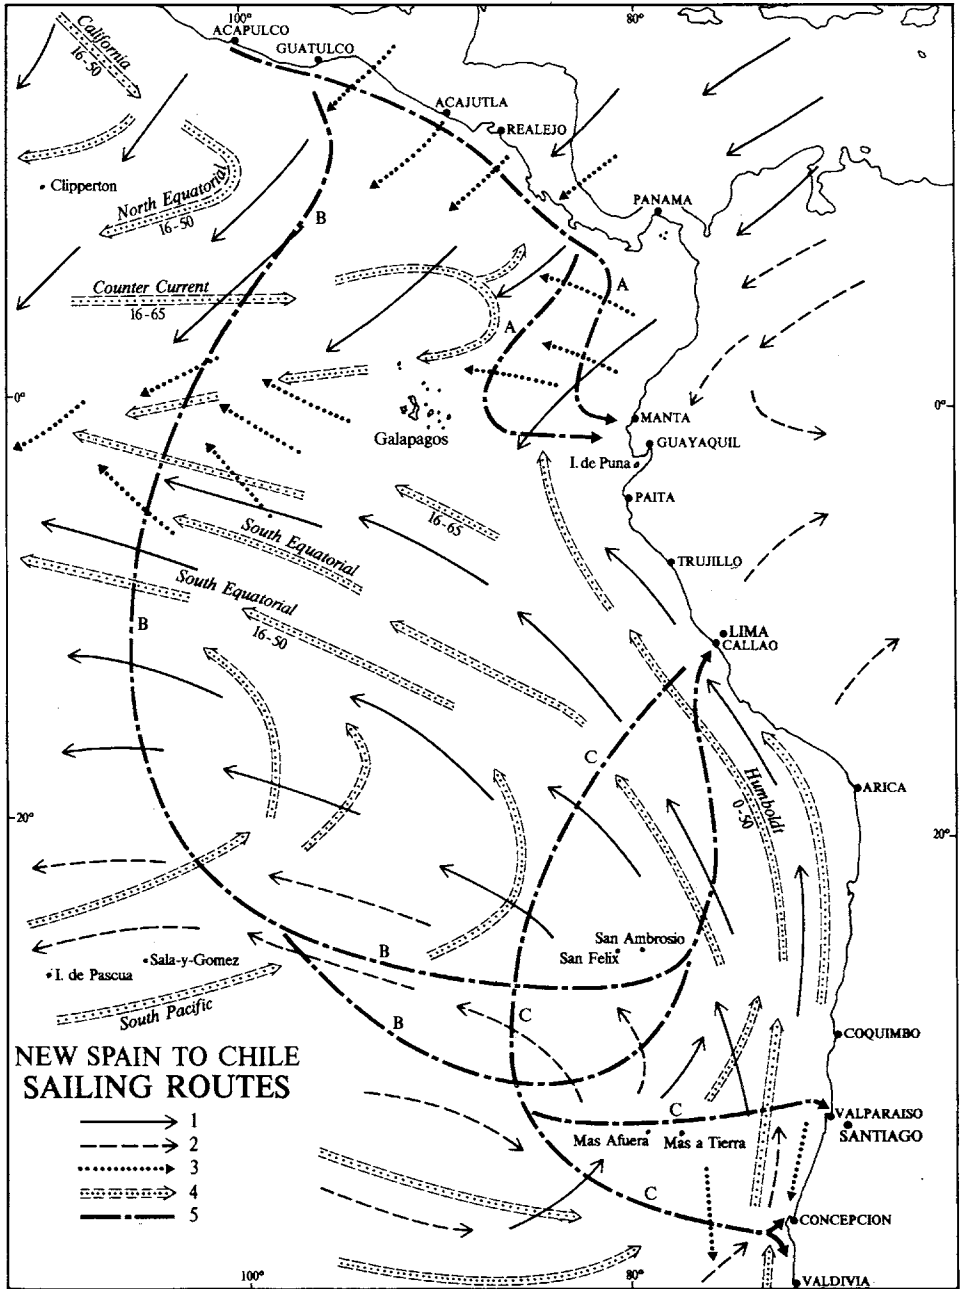 100°
80°
ACAPULCO
GUATULCO
California
16-50
ACAJUTLA
REALEJO
Clipperton
North Equatorial
16-50
PANAMA
B
A
Counter Current
16-65
A
0°
0°
Galapagos
MANTA
GUAYAQUIL
I. de Puna
PAITA
16-65
South Equatorial
TRUJILLO
South Equatorial
16-50
B
LIMA
CALLAO
C
Humboldt
0-50
ARICA
20°
20°
San Ambrosio
San Felix
B
Sala-y-Gomez
I. de Pascua
South Pacific
B
C
COQUIMBO
NEW SPAIN TO CHILE
SAILING ROUTES
1
2
3
4
5
C
VALPARAISO
SANTIAGO
Mas Afuera
Mas a Tierra
C
CONCEPCION
VALDIVIA
100°
80°